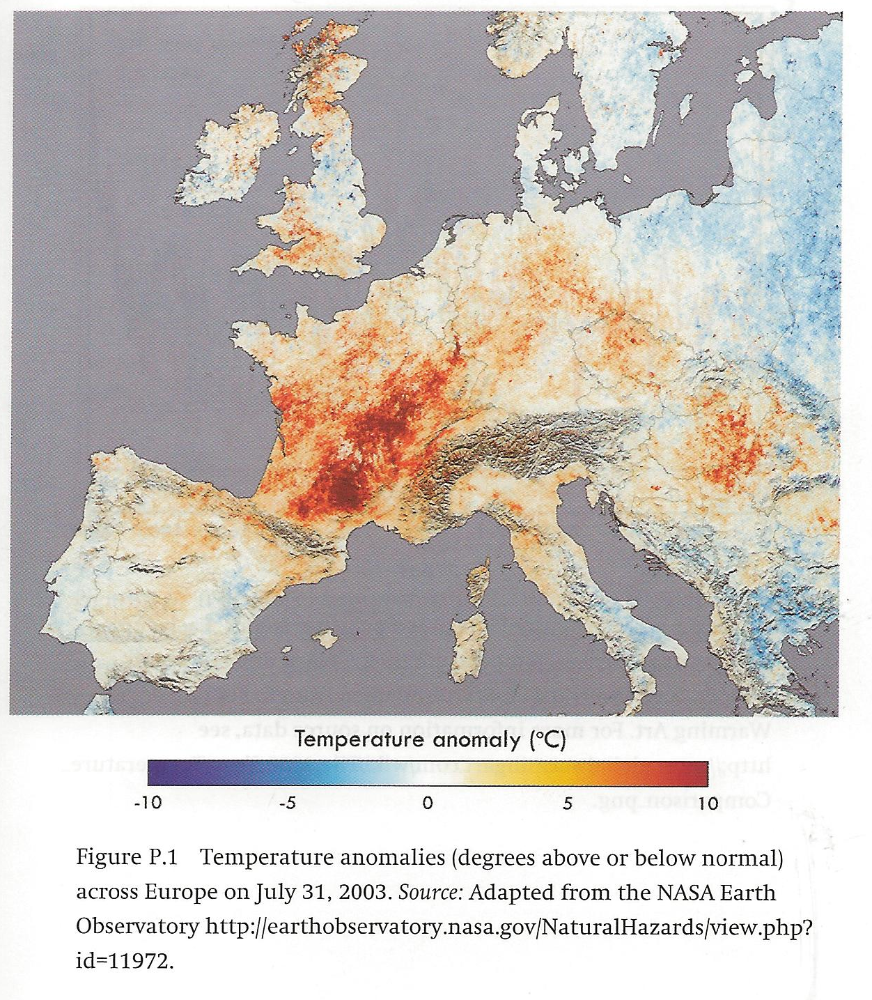 Temperature anomaly (°C)
-10 -5 0 5 10
Figure P.1 Temperature anomalies (degrees above or below normal)
across Europe on July 31, 2003. Source: Adapted from the NASA Earth
Observatory http://earthobservatory.nasa.gov/NaturalHazards/view.php?
id=11972.